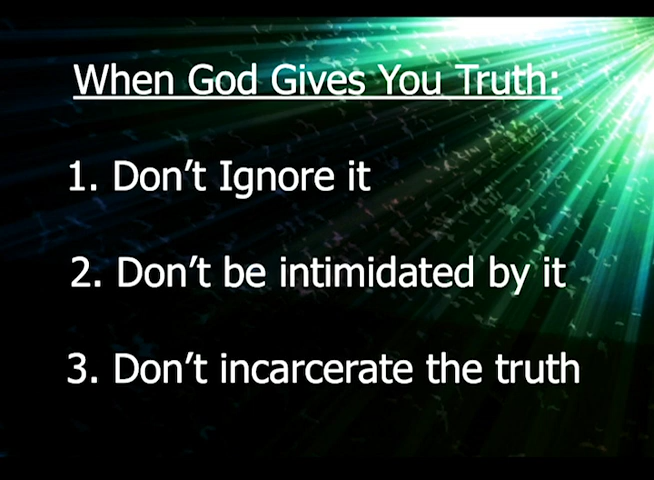 When God Gives You Truth:
1. Don’t Ignore it
2. Don’t be intimidated by it
3. Don’t incarcerate the truth